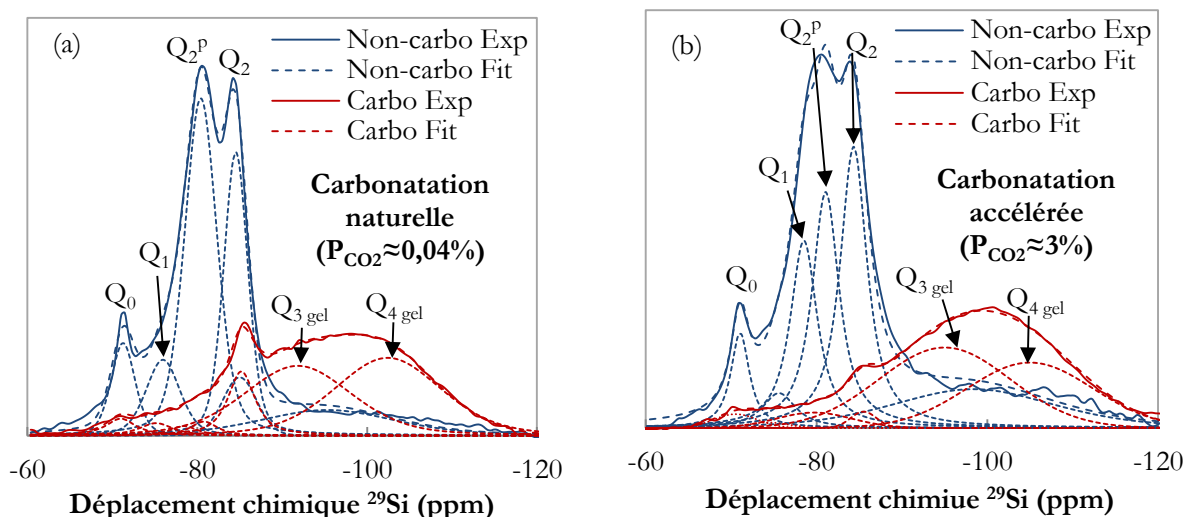 (a)
Q2p
Q2
Non-carbo Exp
Non-carbo Fit
Carbo Exp
Carbo Fit
Carbonatation
naturelle
(PCO2≈0,04%)
Q1
Q0
Q3 gel
Q4 gel
-60
-80
-100
-120
Déplacement chimique 29Si (ppm)
(b)
Q2p
Q2
Non-carbo Exp
Non-carbo Fit
Carbo Exp
Carbo Fit
Carbonatation
accélérée
(PCO2≈3%)
Q1
Q0
Q3 gel
Q4 gel
-60
-80
-100
-120
Déplacement chimiue 29Si (ppm)